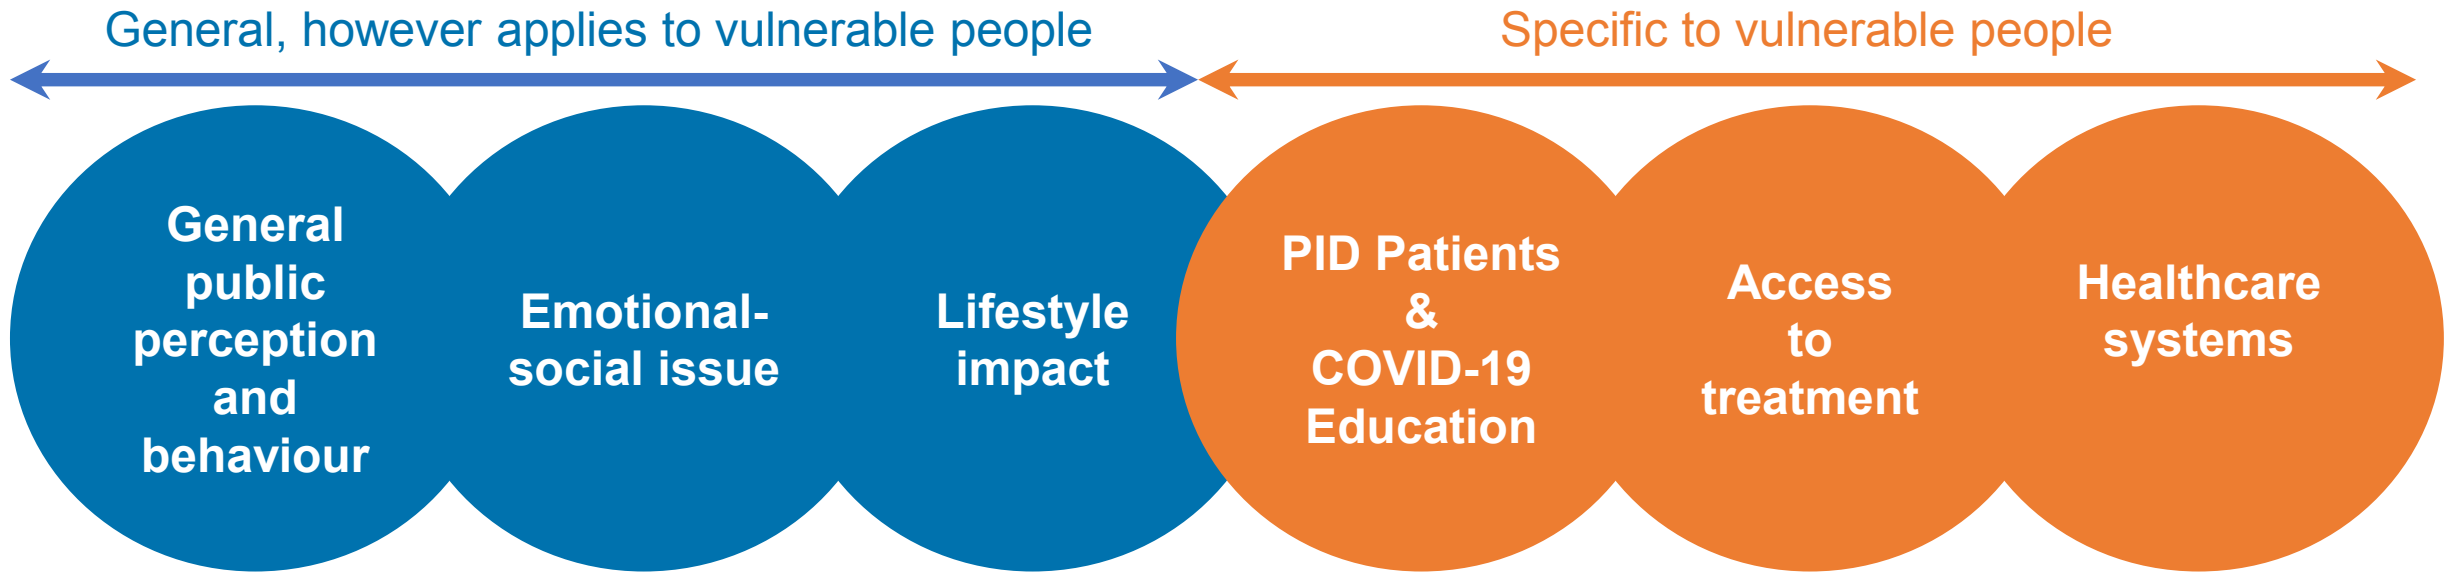 General, however applies to vulnerable people
Specific to vulnerable people
General
public
perception
and
behaviour
Emotional-
social issue
Lifestyle
impact
PID Patients
&
COVID-19
Education
Access
to
treatment
Healthcare
systems